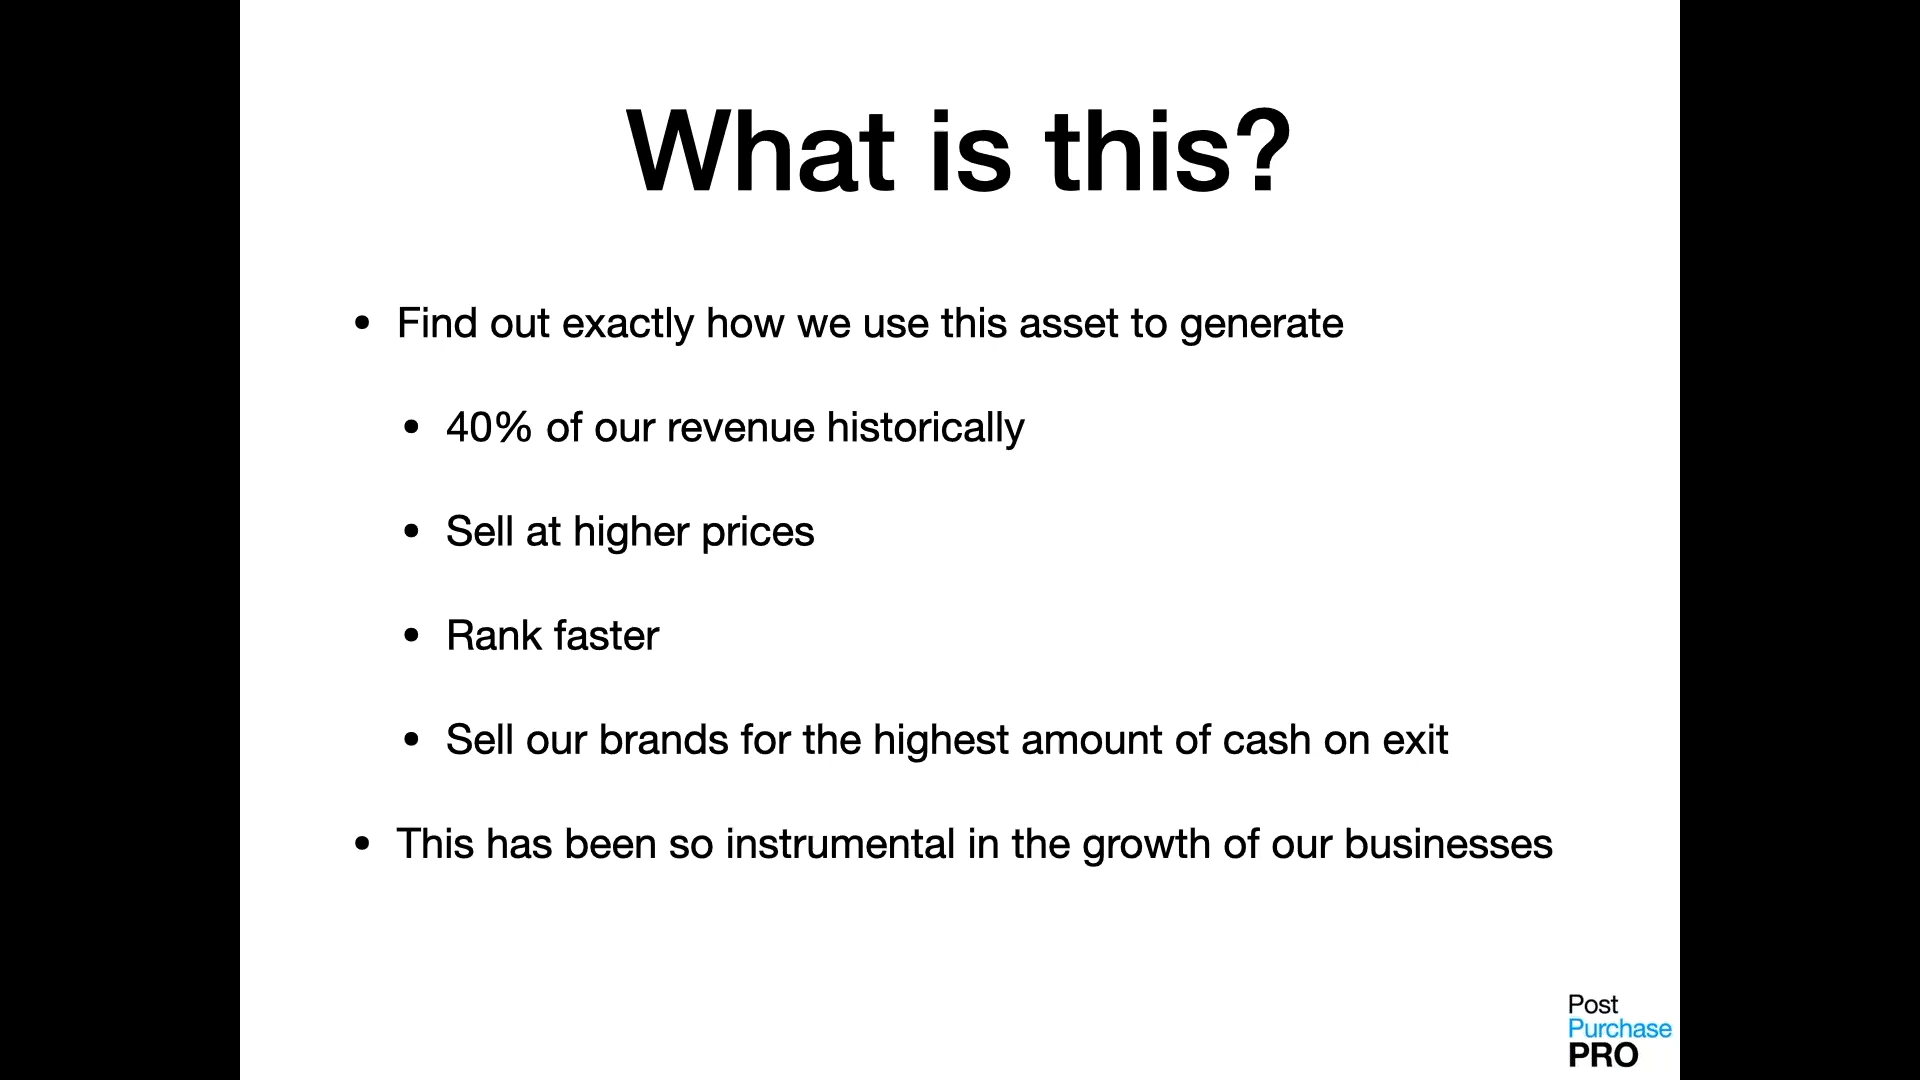 What is this?
• Find out exactly how we use this asset to generate
• 40% of our revenue historically
• Sell at higher prices
• Rank faster
• Sell our brands for the highest amount of cash on exit
• This has been so instrumental in the growth of our businesses
Post
Purchase
PRO